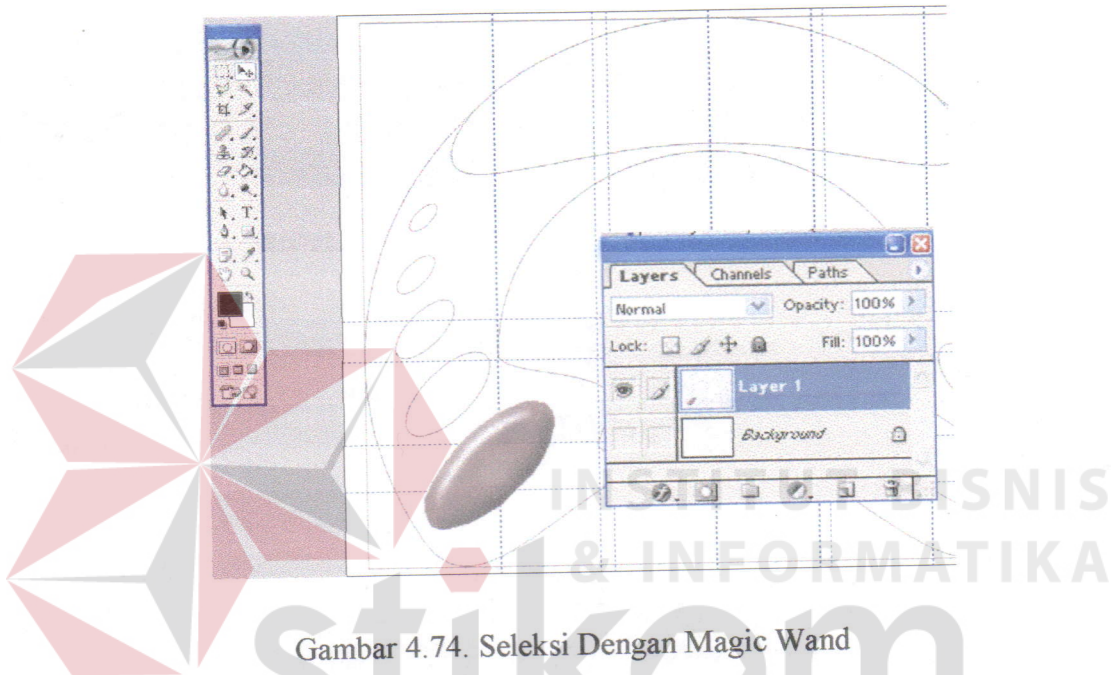 Layers Channels Paths
Normal Opacity: 100%
Lock: Fill: 100%
Layer 1
Background
INSTITUT BISNIS
& INFORMATIKA
stikom
Gambar 4.74. Seleksi Dengan Magic Wand